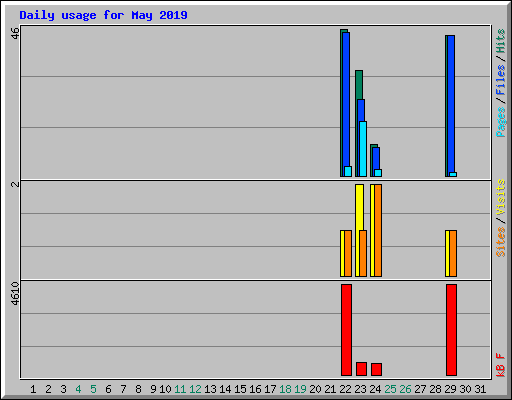 Daily usage for May 2019
46
Pages / Files / Hits
2
Sites / Visits
4610
kB F
1 2 3 4 5 6 7 8 9 10 11 12 13 14 15 16 17 18 19 20 21 22 23 24 25 26 27 28 29 30 31